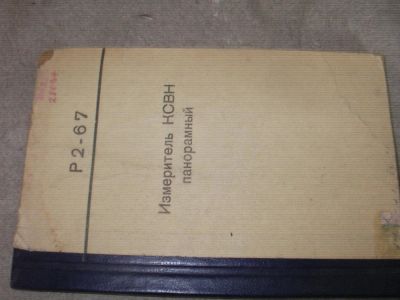 Р2-67
Измеритель КСВН
панорамный